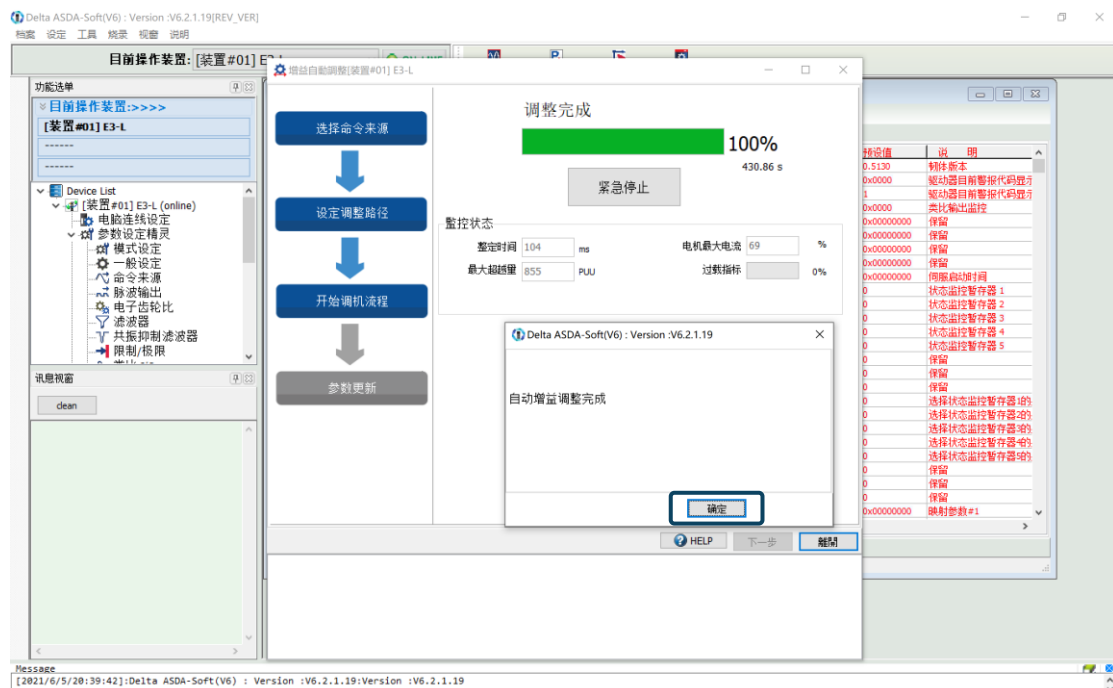 Delta ASDA-Soft(V6) : Version :V6.2.1.19[REV_VER]
档案 设定 工具 烧录 视窗 说明
目前操作装置: [装置#01] E3-L
功能选单
目前操作装置:>>>>
[装置#01] E3-L
------
------
Device List
[装置#01] E3-L (online)
电脑连线设定
参数设定精灵
模式设定
一般设定
命令来源
脉波输出
电子齿轮比
滤波器
共振抑制滤波器
限制/极限
讯息视窗
clean
增益自動調整[装置#01] E3-L
选择命令来源
设定调整路径
开始调机流程
参数更新
调整完成
100%
430.86 s
紧急停止
監控状态
整定时间 104 ms
电机最大电流 69 %
最大超越量 855 PUU
过载指标 0%
Delta ASDA-Soft(V6) : Version :V6.2.1.19
自动增益调整完成
确定
HELP
下一步
離開
预设值 说 明
0.5130 韧体版本
0x0000 驱动器目前警报代码显示
1 驱动器目前警报代码显示
0x0000 类比输出监控
0x00000000 保留
0x00000000 保留
0x00000000 保留
0x00000000 保留
0x00000000 伺服启动时间
0 状态监控暂存器 1
0 状态监控暂存器 2
0 状态监控暂存器 3
0 状态监控暂存器 4
0 状态监控暂存器 5
0 保留
0 保留
0 保留
0 选择状态监控暂存器1的
0 选择状态监控暂存器2的
0 选择状态监控暂存器3的
0 选择状态监控暂存器4的
0 选择状态监控暂存器5的
0 保留
0 保留
0 保留
0x00000000 映射参数#1
Message
[2021/6/5/20:39:42]:Delta ASDA-Soft(V6) : Version :V6.2.1.19:Version :V6.2.1.19